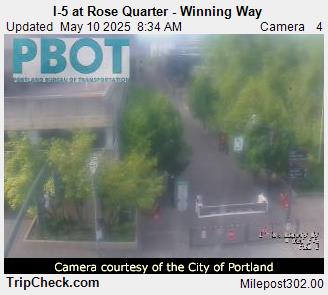 I-5 at Rose Quarter - Winning Way
Updated May 10 2025 8:34 AM Camera 4
PBOT
PORTLAND BUREAU OF TRANSPORTATION
Camera courtesy of the City of Portland
TripCheck.com Milepost302.00